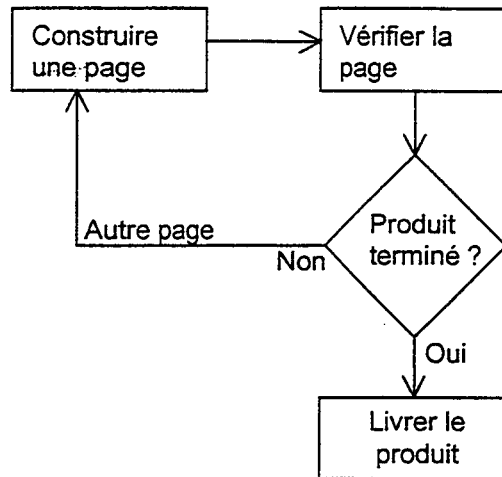 Construire
une page
Vérifier la
page
Produit
terminé ?
Autre page
Non
Oui
Livrer le
produit